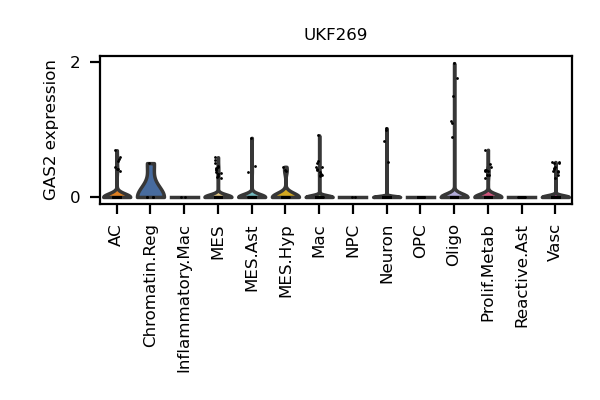 UKF269
GAS2 expression
2
0
AC
Chromatin.Reg
Inflammatory.Mac
MES
MES.Ast
MES.Hyp
Mac
NPC
Neuron
OPC
Oligo
Prolif.Metab
Reactive.Ast
Vasc